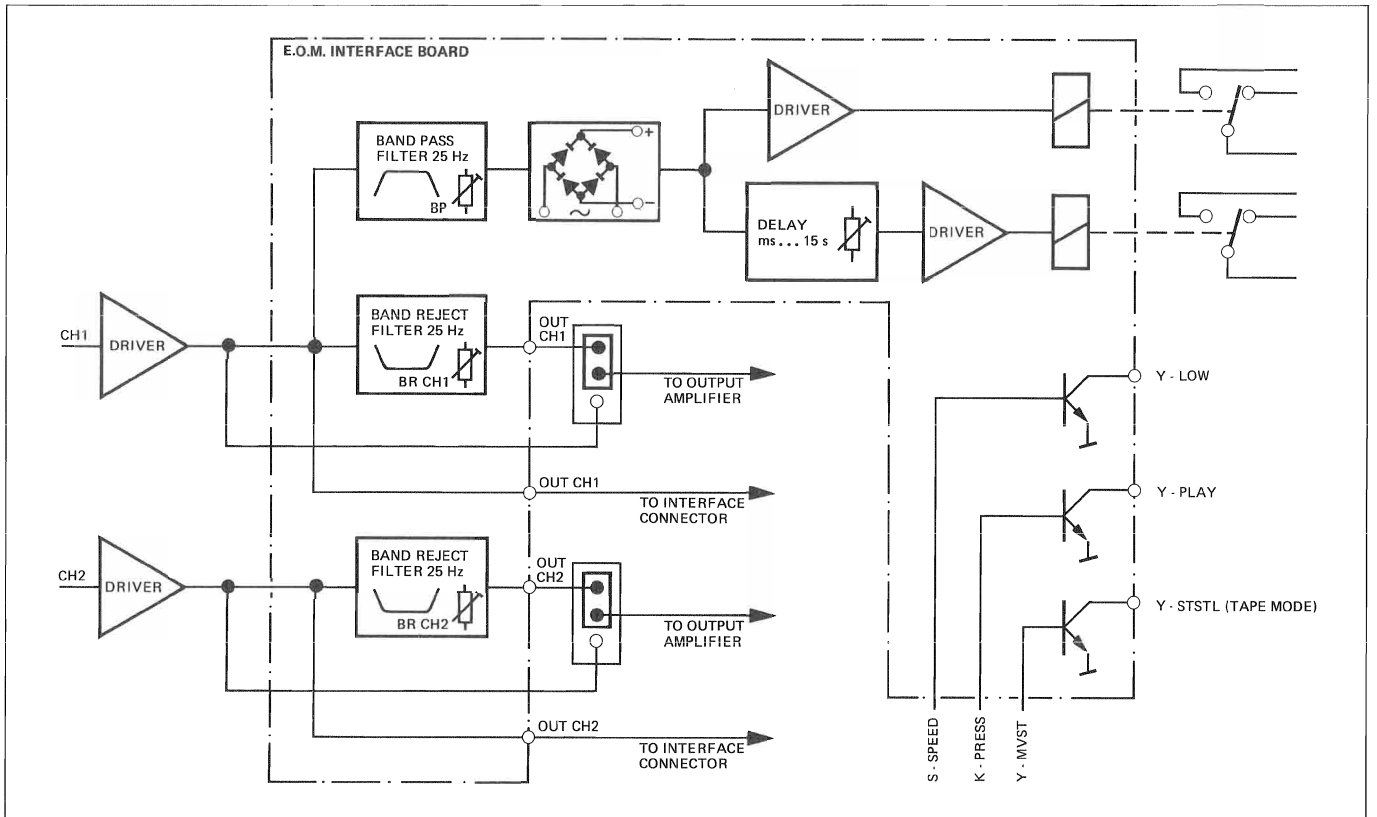 E.O.M. INTERFACE BOARD
BAND PASS
FILTER 25 Hz
BP
+
−
~
DRIVER
DELAY
ms... 15 s
DRIVER
CH1
DRIVER
BAND REJECT
FILTER 25 Hz
BR CH1
OUT
CH1
TO OUTPUT
AMPLIFIER
OUT CH1
TO INTERFACE
CONNECTOR
CH2
DRIVER
BAND REJECT
FILTER 25 Hz
BR CH2
OUT
CH2
TO OUTPUT
AMPLIFIER
OUT CH2
TO INTERFACE
CONNECTOR
Y - LOW
Y - PLAY
Y - STSTL (TAPE MODE)
S - SPEED
K - PRESS
Y - MVST